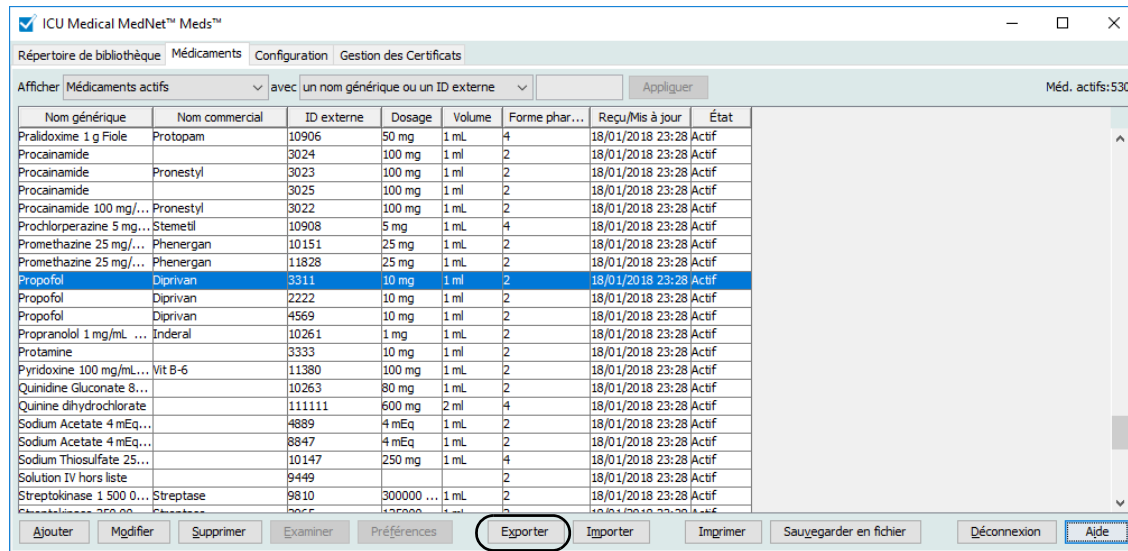 ICU Medical MedNet™ Meds™
Répertoire de bibliothèque Médicaments Configuration Gestion des Certificats
Afficher Médicaments actifs avec un nom générique ou un ID externe Appliquer Méd. actifs:530
Nom générique Nom commercial ID externe Dosage Volume Forme phar... Reçu/Mis à jour État
Pralidoxime 1 g Fiole Protopam 10906 50 mg 1 mL 4 18/01/2018 23:28 Actif
Procainamide 3024 100 mg 1 ml 2 18/01/2018 23:28 Actif
Procainamide Pronestyl 3023 100 mg 1 ml 2 18/01/2018 23:28 Actif
Procainamide 3025 100 mg 1 ml 2 18/01/2018 23:28 Actif
Procainamide 100 mg/... Pronestyl 3022 100 mg 1 mL 2 18/01/2018 23:28 Actif
Prochlorperazine 5 mg... Stemetil 10908 5 mg 1 mL 4 18/01/2018 23:28 Actif
Promethazine 25 mg/... Phenergan 10151 25 mg 1 mL 2 18/01/2018 23:28 Actif
Promethazine 25 mg/... Phenergan 11828 25 mg 1 mL 2 18/01/2018 23:28 Actif
Propofol Diprivan 3311 10 mg 1 ml 2 18/01/2018 23:28 Actif
Propofol Diprivan 2222 10 mg 1 ml 2 18/01/2018 23:28 Actif
Propofol Diprivan 4569 10 mg 1 ml 2 18/01/2018 23:28 Actif
Propranolol 1 mg/mL ... Inderal 10261 1 mg 1 mL 2 18/01/2018 23:28 Actif
Protamine 3333 10 mg 1 ml 2 18/01/2018 23:28 Actif
Pyridoxine 100 mg/mL... Vit B-6 11380 100 mg 1 mL 2 18/01/2018 23:28 Actif
Quinidine Gluconate 8... 10263 80 mg 1 mL 2 18/01/2018 23:28 Actif
Quinine dihydrochlorate 111111 600 mg 2 ml 4 18/01/2018 23:28 Actif
Sodium Acetate 4 mEq... 4889 4 mEq 1 mL 2 18/01/2018 23:28 Actif
Sodium Acetate 4 mEq... 8847 4 mEq 1 mL 2 18/01/2018 23:28 Actif
Sodium Thiosulfate 25... 10147 250 mg 1 mL 4 18/01/2018 23:28 Actif
Solution IV hors liste 9449 2 18/01/2018 23:28 Actif
Streptokinase 1 500 0... Streptase 9810 300000 ... 1 mL 2 18/01/2018 23:28 Actif
Ajouter Modifier Supprimer Examiner Préférences Exporter Importer Imprimer Sauvegarder en fichier Déconnexion Aide